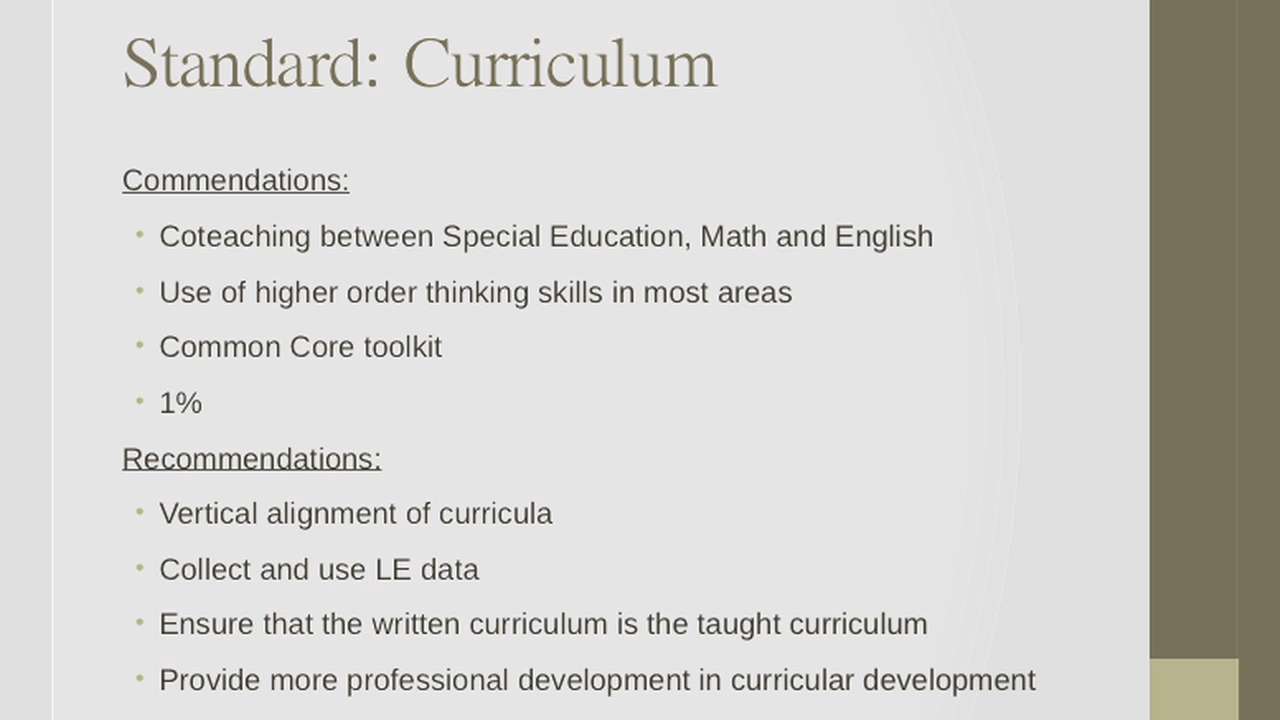 Standard: Curriculum
Commendations:
• Coteaching between Special Education, Math and English
• Use of higher order thinking skills in most areas
• Common Core toolkit
• 1%
Recommendations:
• Vertical alignment of curricula
• Collect and use LE data
• Ensure that the written curriculum is the taught curriculum
• Provide more professional development in curricular development